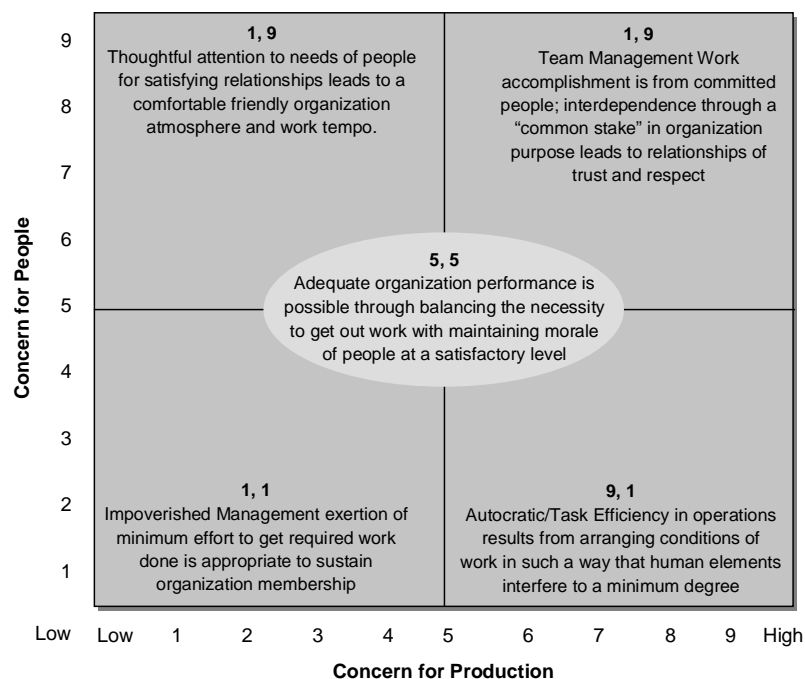 1, 9
Thoughtful attention to needs of people
for satisfying relationships leads to a
comfortable friendly organization
atmosphere and work tempo.
1, 9
Team Management Work
accomplishment is from committed
people; interdependence through a
“common stake” in organization
purpose leads to relationships of
trust and respect
5, 5
Adequate organization performance is
possible through balancing the necessity
to get out work with maintaining morale
of people at a satisfactory level
1, 1
Impoverished Management exertion of
minimum effort to get required work
done is appropriate to sustain
organization membership
9, 1
Autocratic/Task Efficiency in operations
results from arranging conditions of
work in such a way that human elements
interfere to a minimum degree
Concern for People
9
8
7
6
5
4
3
2
1
Low
Low 1 2 3 4 5 6 7 8 9 High
Concern for Production